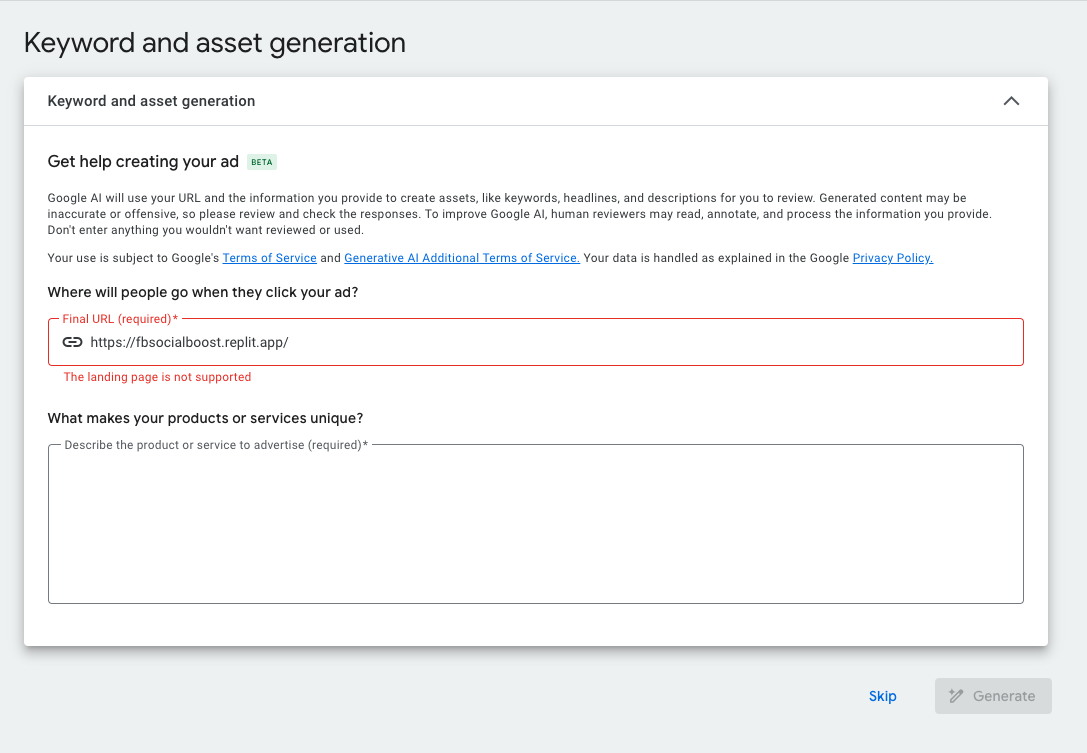 Keyword and asset generation
Keyword and asset generation
Get help creating your ad BETA
Google AI will use your URL and the information you provide to create assets, like keywords, headlines, and descriptions for you to review. Generated content may be
inaccurate or offensive, so please review and check the responses. To improve Google AI, human reviewers may read, annotate, and process the information you provide.
Don't enter anything you wouldn't want reviewed or used.
Your use is subject to Google's Terms of Service and Generative AI Additional Terms of Service. Your data is handled as explained in the Google Privacy Policy.
Where will people go when they click your ad?
Final URL (required)*
https://fbsocialboost.replit.app/
The landing page is not supported
What makes your products or services unique?
Describe the product or service to advertise (required)*
Skip Generate